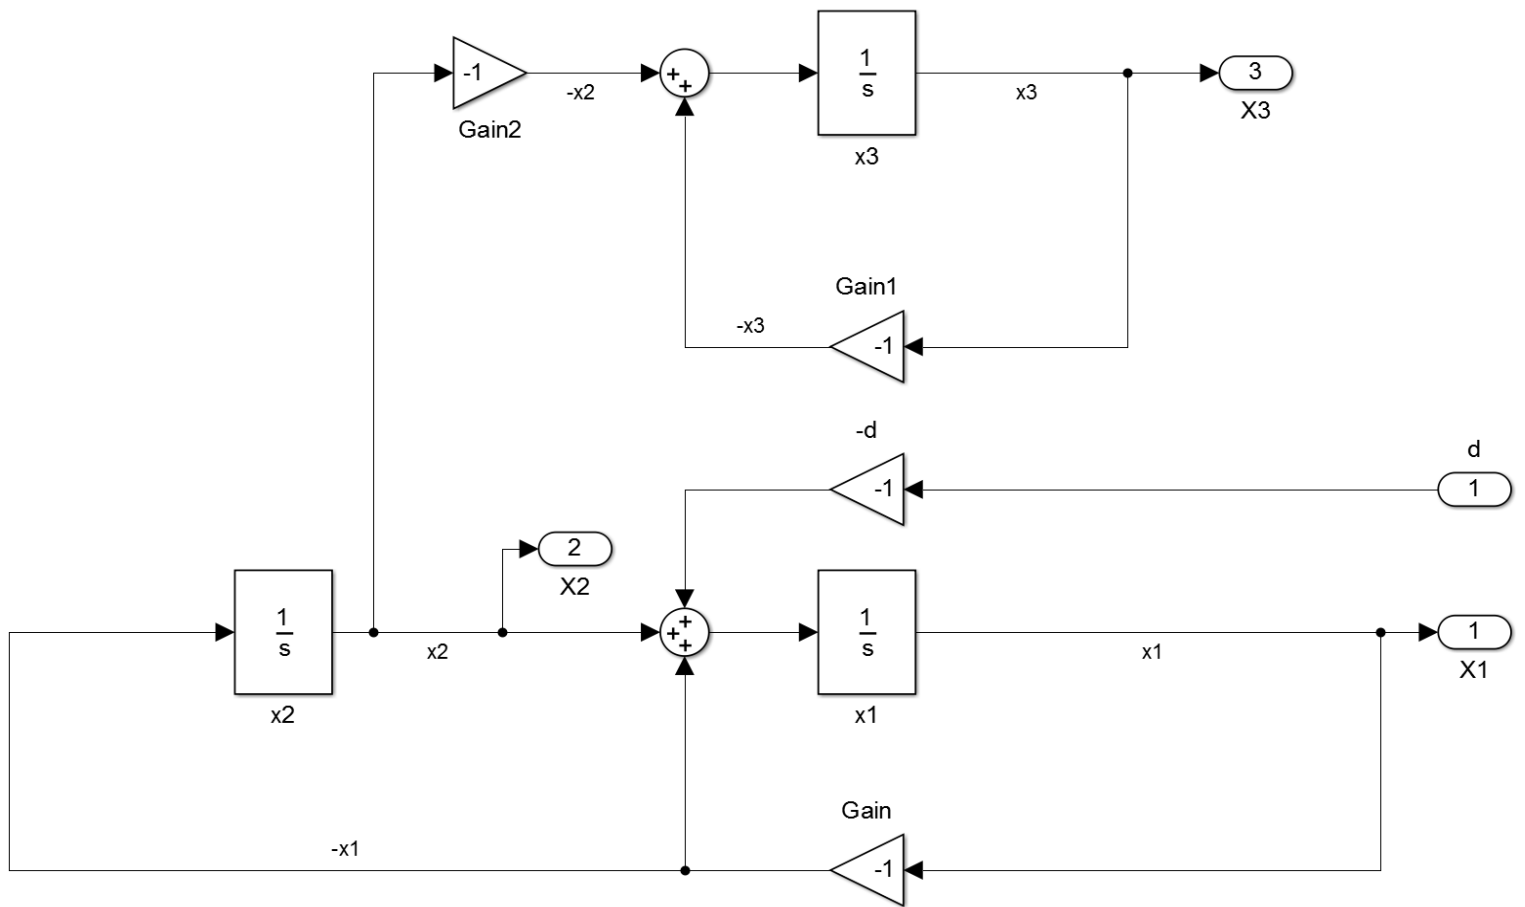 -1
-x2
Gain2
+
+
1
s
x3
x3
3
X3
Gain1
-x3
-1
-d
-1
d
1
2
X2
1
s
x2
x2
+
+
+
1
s
x1
x1
1
X1
Gain
-x1
-1